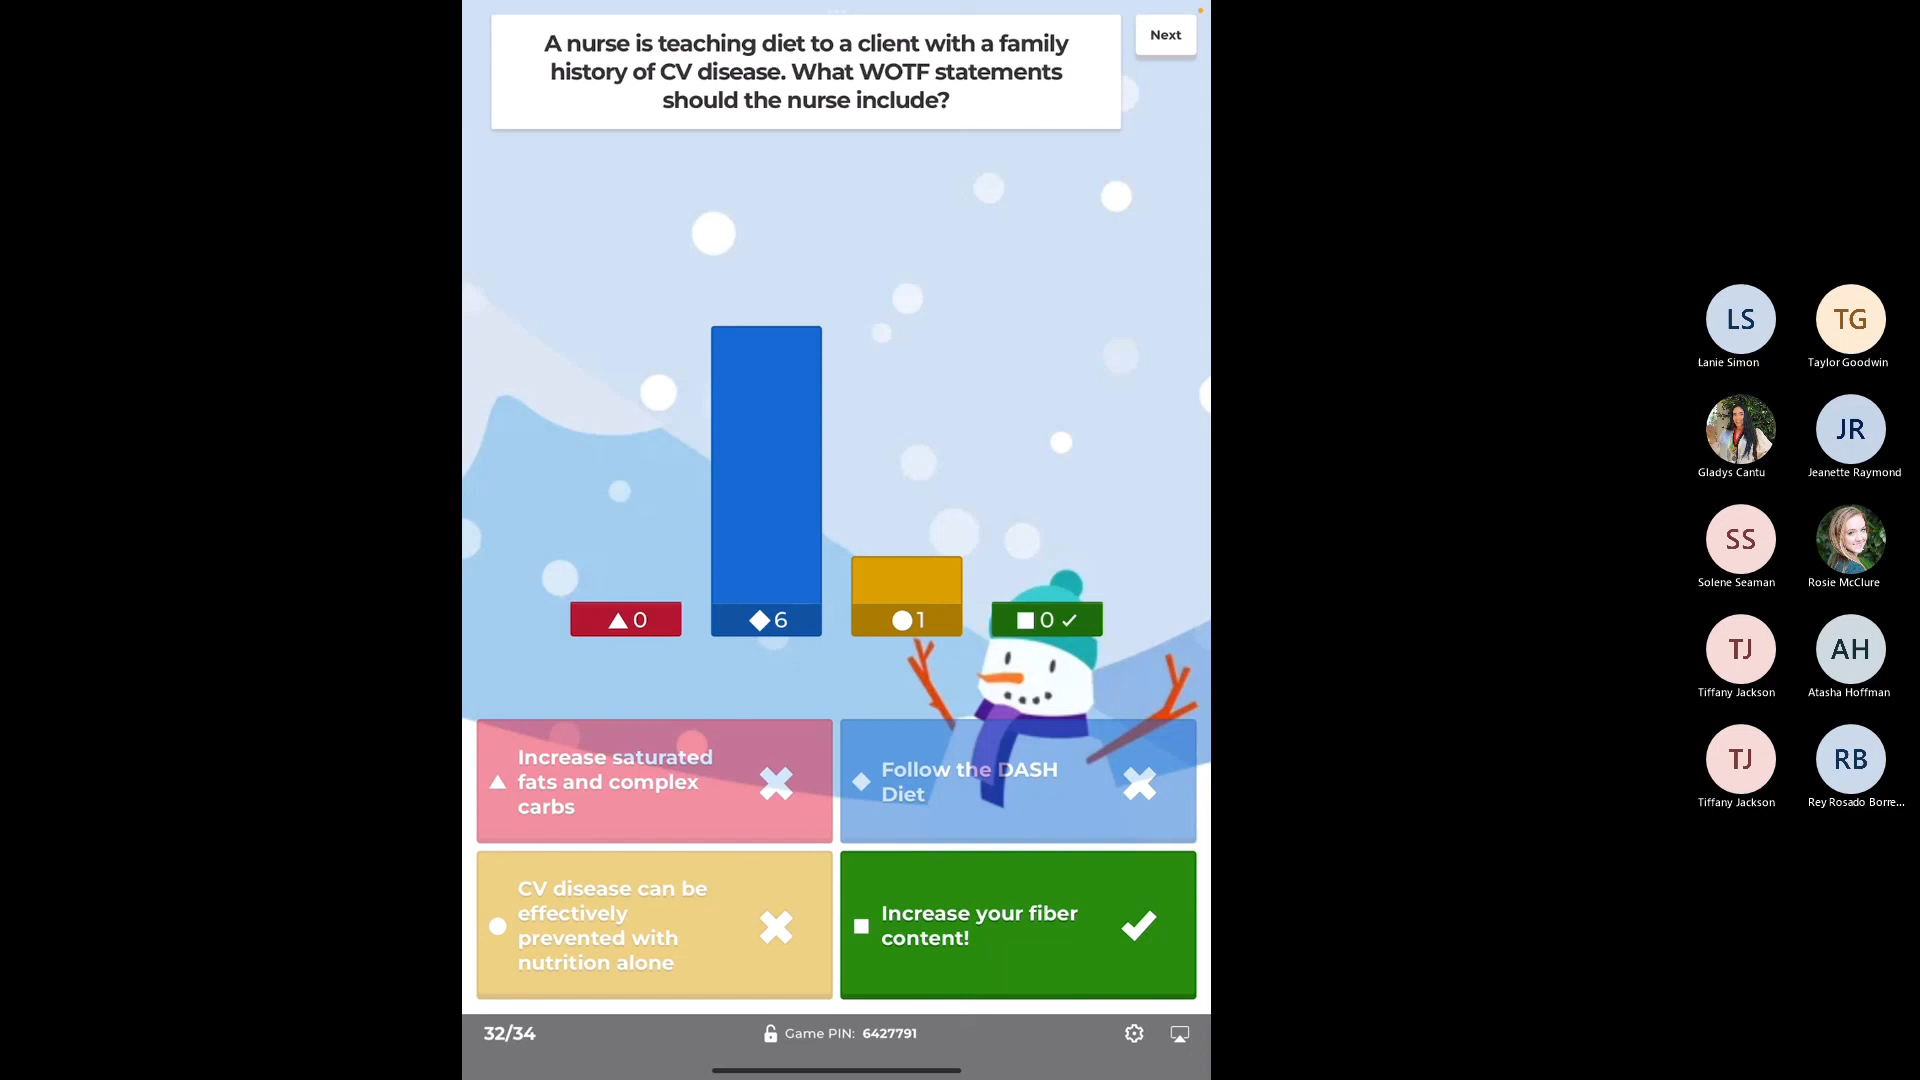 A nurse is teaching diet to a client with a family
history of CV disease. What WOTF statements
should the nurse include?
Next
0
6
1
0
Increase saturated
fats and complex
carbs
Follow the DASH
Diet
CV disease can be
effectively
prevented with
nutrition alone
Increase your fiber
content!
32/34
Game PIN: 6427791
LS
Lanie Simon
TG
Taylor Goodwin
Gladys Cantu
JR
Jeanette Raymond
SS
Solene Seaman
Rosie McClure
TJ
Tiffany Jackson
AH
Atasha Hoffman
TJ
Tiffany Jackson
RB
Rey Rosado Borre...